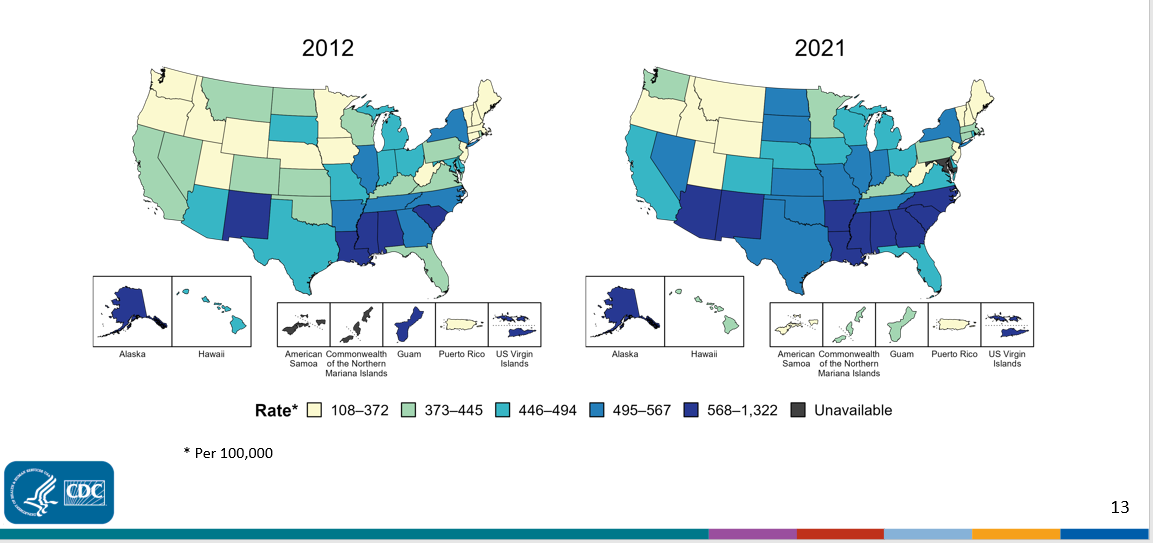 2012
2021
Alaska
Hawaii
American
Samoa
Commonwealth
of the Northern
Mariana Islands
Guam
Puerto Rico
US Virgin
Islands
Alaska
Hawaii
American
Samoa
Commonwealth
of the Northern
Mariana Islands
Guam
Puerto Rico
US Virgin
Islands
Rate* 108–372 373–445 446–494 495–567 568–1,322 Unavailable
* Per 100,000
CDC
13